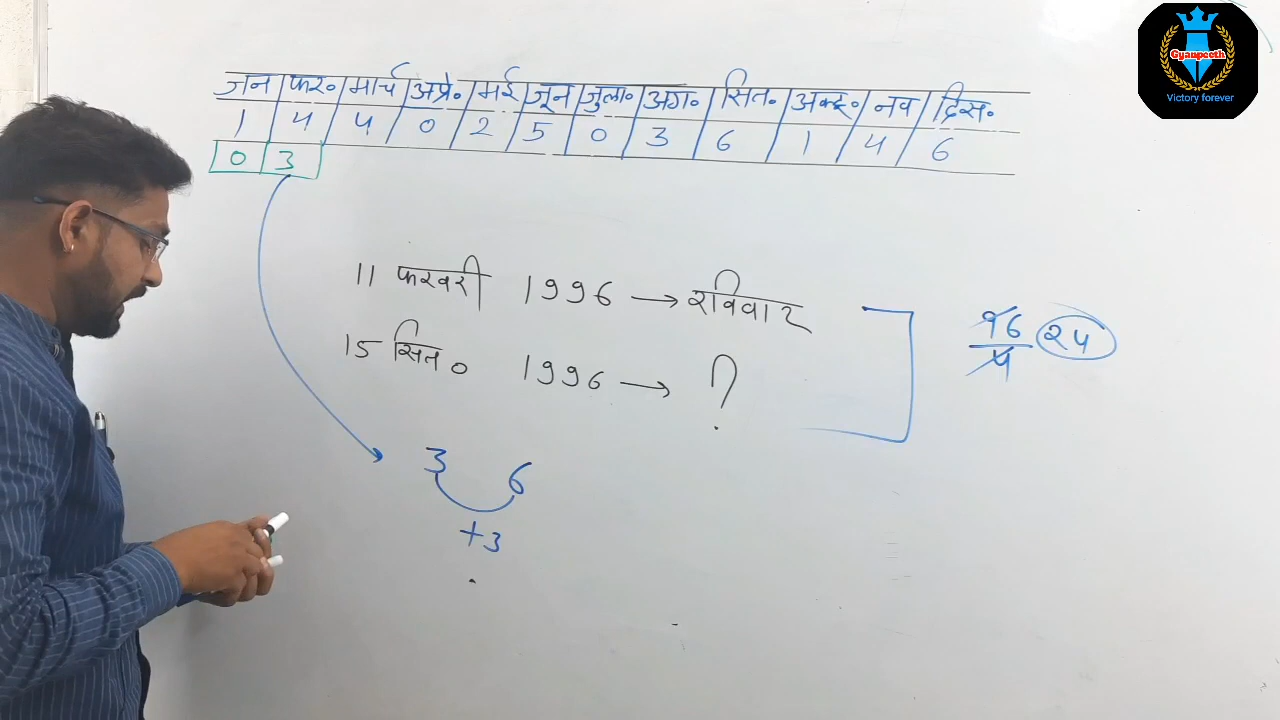 Gyanpeeth
Victory forever
जन फर० मार्च अप्रे० मई जून जुला० अग० सित० अक्टू० नव दिस०
1 4 4 0 2 5 0 3 6 1 4 6
0 3
11 फरवरी 1996 → रविवार
15 सित० 1996 → ?
96/4 24
3 6
+3